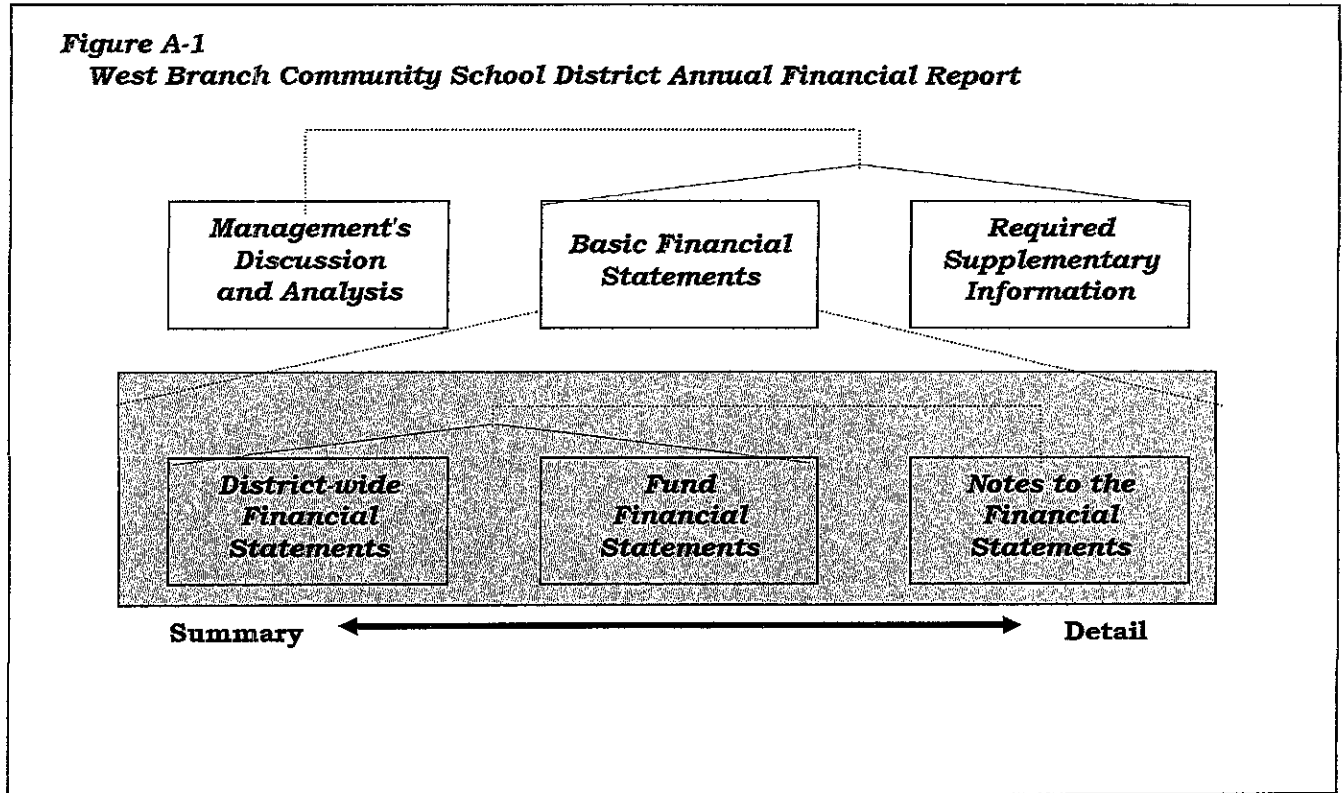 Figure A-1
West Branch Community School District Annual Financial Report
Management's
Discussion
and Analysis
Basic Financial
Statements
Required
Supplementary
Information
District-wide
Financial
Statements
Fund
Financial
Statements
Notes to the
Financial
Statements
Summary
Detail